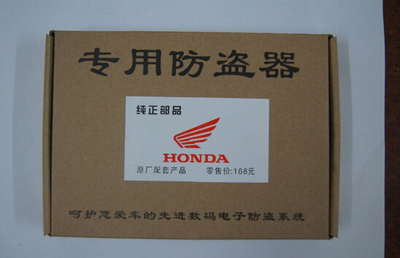 专用防盗器
纯正部品
HONDA
原厂配套产品 零售价:168元
呵护您爱车的先进数码电子防盗系统